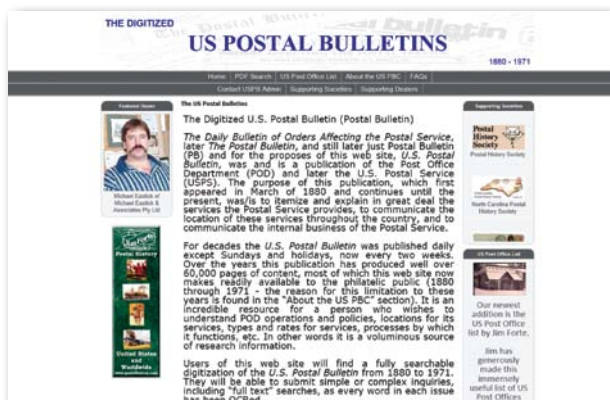 THE DIGITIZED
US POSTAL BULLETINS
1880 - 1971
Home | PDF Search | US Post Office List | About the US PBC | FAQs
Contact USPS Admin | Supporting Societies | Supporting Dealers
Featured Donor
Michael Eastick of
Michael Eastick &
Associates Pty Ltd
Jim Forte
Postal History
United States
and
Worldwide
The US Postal Bulletins
The Digitized U.S. Postal Bulletin (Postal Bulletin)
The Daily Bulletin of Orders Affecting the Postal Service,
later The Postal Bulletin, and still later just Postal Bulletin
(PB) and for the proposes of this web site, U.S. Postal
Bulletin, was and is a publication of the Post Office
Department (POD) and later the U.S. Postal Service
(USPS). The purpose of this publication, which first
appeared in March of 1880 and continues until the
present, was/is to itemize and explain in great deal the
services the Postal Service provides, to communicate the
location of these services throughout the country, and to
communicate the internal business of the Postal Service.
For decades the U.S. Postal Bulletin was published daily
except Sundays and holidays, now every two weeks.
Over the years this publication has produced well over
60,000 pages of content, most of which this web site now
makes readily available to the philatelic public (1880
through 1971 - the reason for this limitation to these
years is found in the "About the US PBC" section). It is an
incredible resource for a person who wishes to
understand POD operations and policies, locations for its
services, types and rates for services, processes by which
it functions, etc. In other words it is a voluminous source
of research information.
Users of this web site will find a fully searchable
digitization of the U.S. Postal Bulletin from 1880 to 1971.
They will be able to submit simple or complex inquiries,
including "full text" searches, as every word in each issue
has been OCRed
Supporting Societies
Postal
History
Society
Postal History Society
North Carolina Postal
History Society
US Post Office List
Our newest
addition is the
US Post Office
list by Jim Forte.
Jim has
generously
made this
immensely
useful list of US
Post Offices